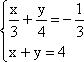 x/3 + y/4 = -1/3
x + y = 4